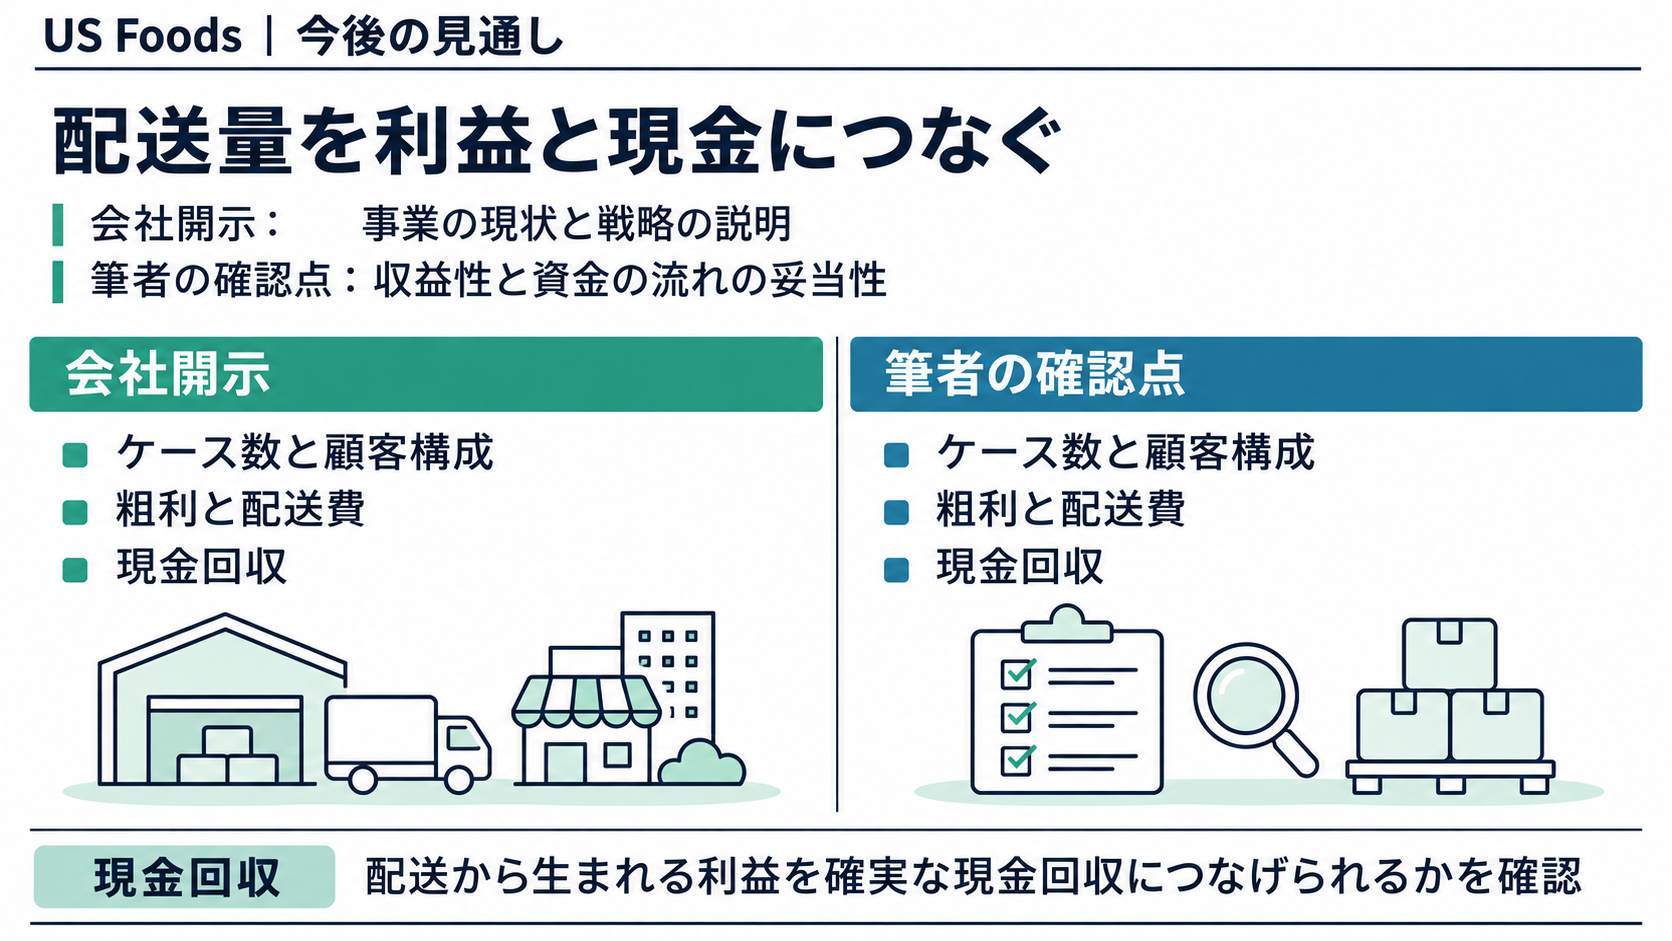 US Foods｜今後の見通し
配送量を利益と現金につなぐ
会社開示：　　事業の現状と戦略の説明
筆者の確認点：収益性と資金の流れの妥当性
会社開示
ケース数と顧客構成
粗利と配送費
現金回収
筆者の確認点
ケース数と顧客構成
粗利と配送費
現金回収
現金回収
配送から生まれる利益を確実な現金回収につなげられるかを確認